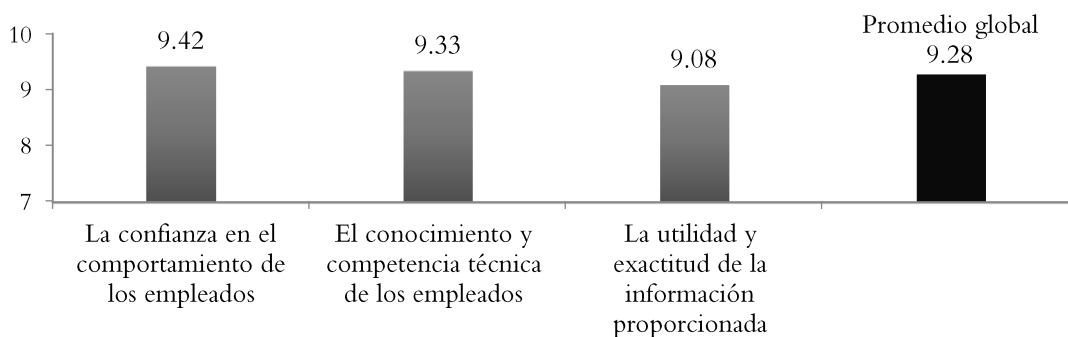 Promedio global
10
9
8
7
9.42
9.33
9.08
9.28
La confianza en el
comportamiento de
los empleados
El conocimiento y
competencia técnica
de los empleados
La utilidad y
exactitud de la
información
proporcionada